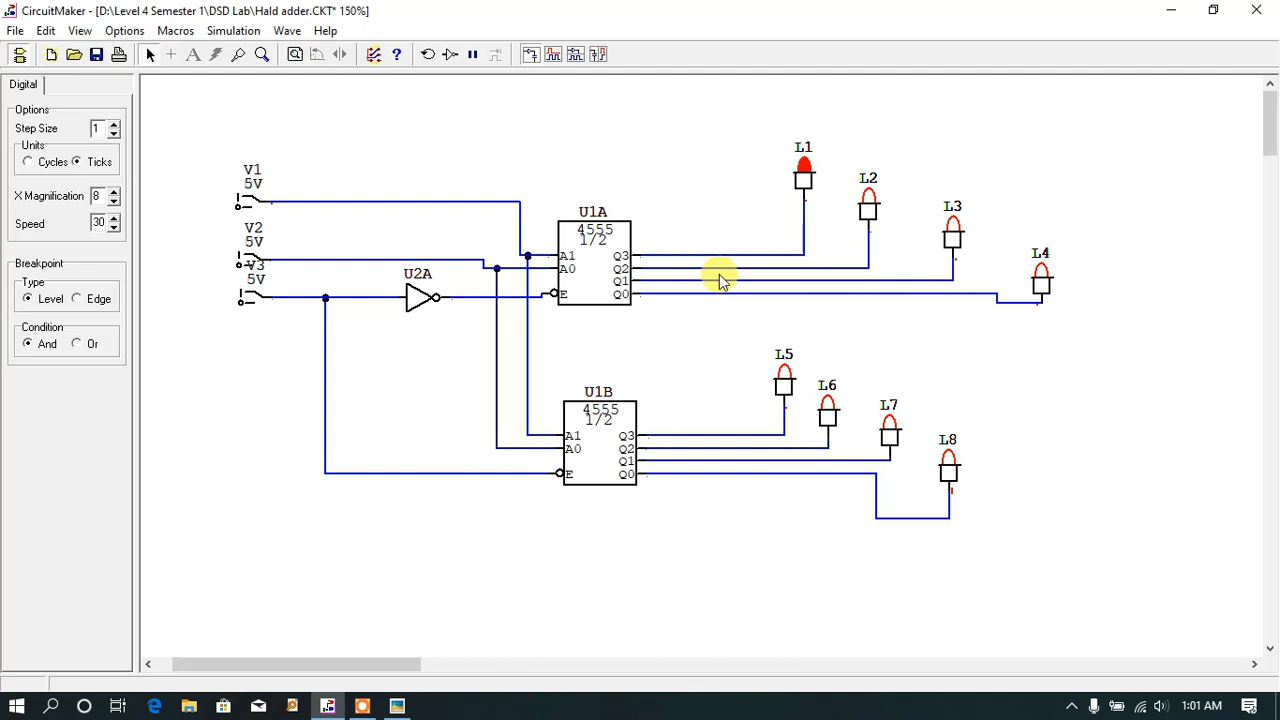 CircuitMaker - [D:\Level 4 Semester 1\DSD Lab\Hald adder.CKT* 150%]
File Edit View Options Macros Simulation Wave Help
Digital
Options
Step Size 1
Units
Cycles Ticks
X Magnification 8
Speed 30
Breakpoint
Type
Level Edge
Condition
And Or
V1
5V
V2
5V
V3
5V
U2A
U1A
4555
1/2
A1 Q3
A0 Q2
Q1
E Q0
L1
L2
L3
L4
U1B
4555
1/2
A1 Q3
A0 Q2
Q1
E Q0
L5
L6
L7
L8
1:01 AM